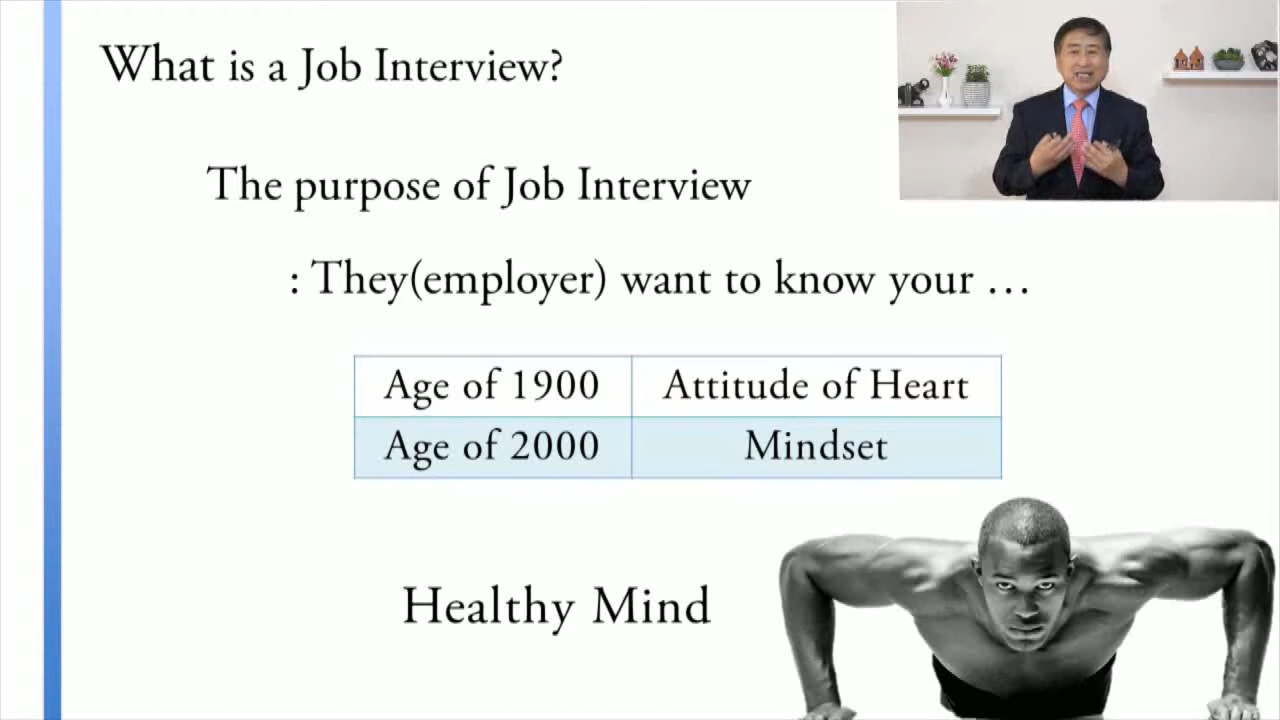 What is a Job Interview?
The purpose of Job Interview
: They(employer) want to know your ...
Age of 1900 Attitude of Heart
Age of 2000 Mindset
Healthy Mind